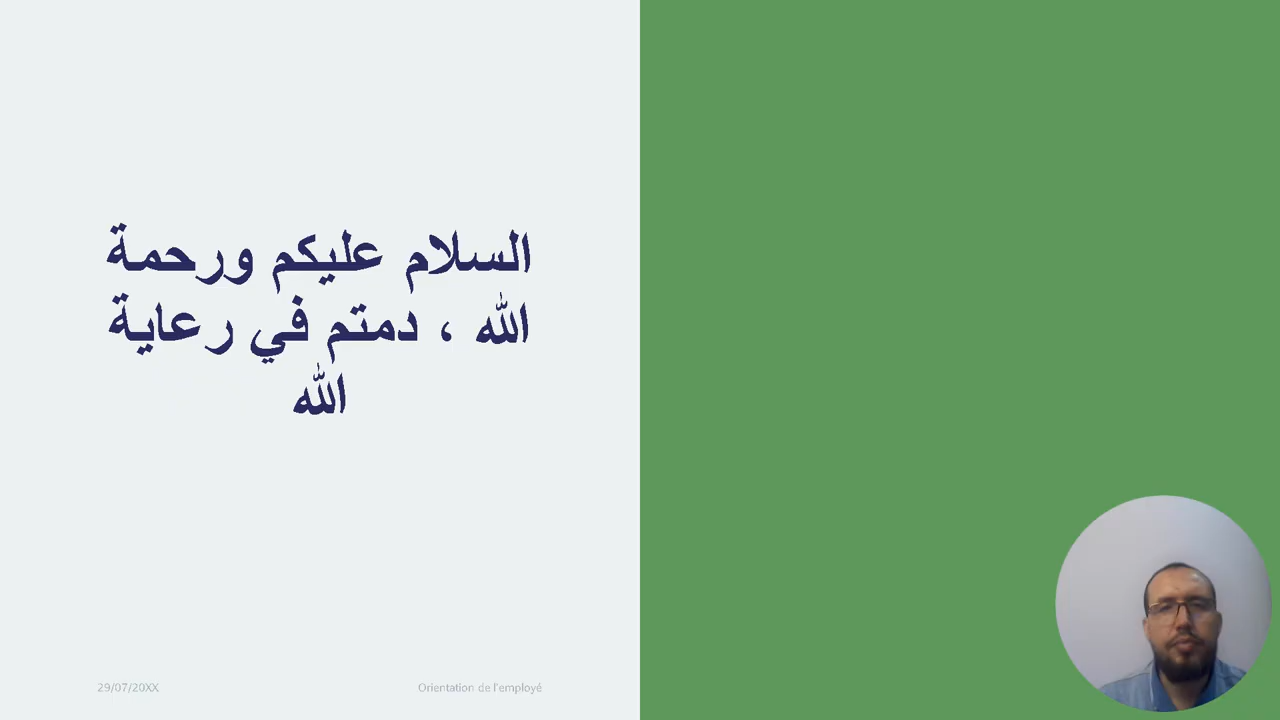 السلام عليكم ورحمة
الله ، دمتم في رعاية
الله
29/07/20XX
Orientation de l'employé